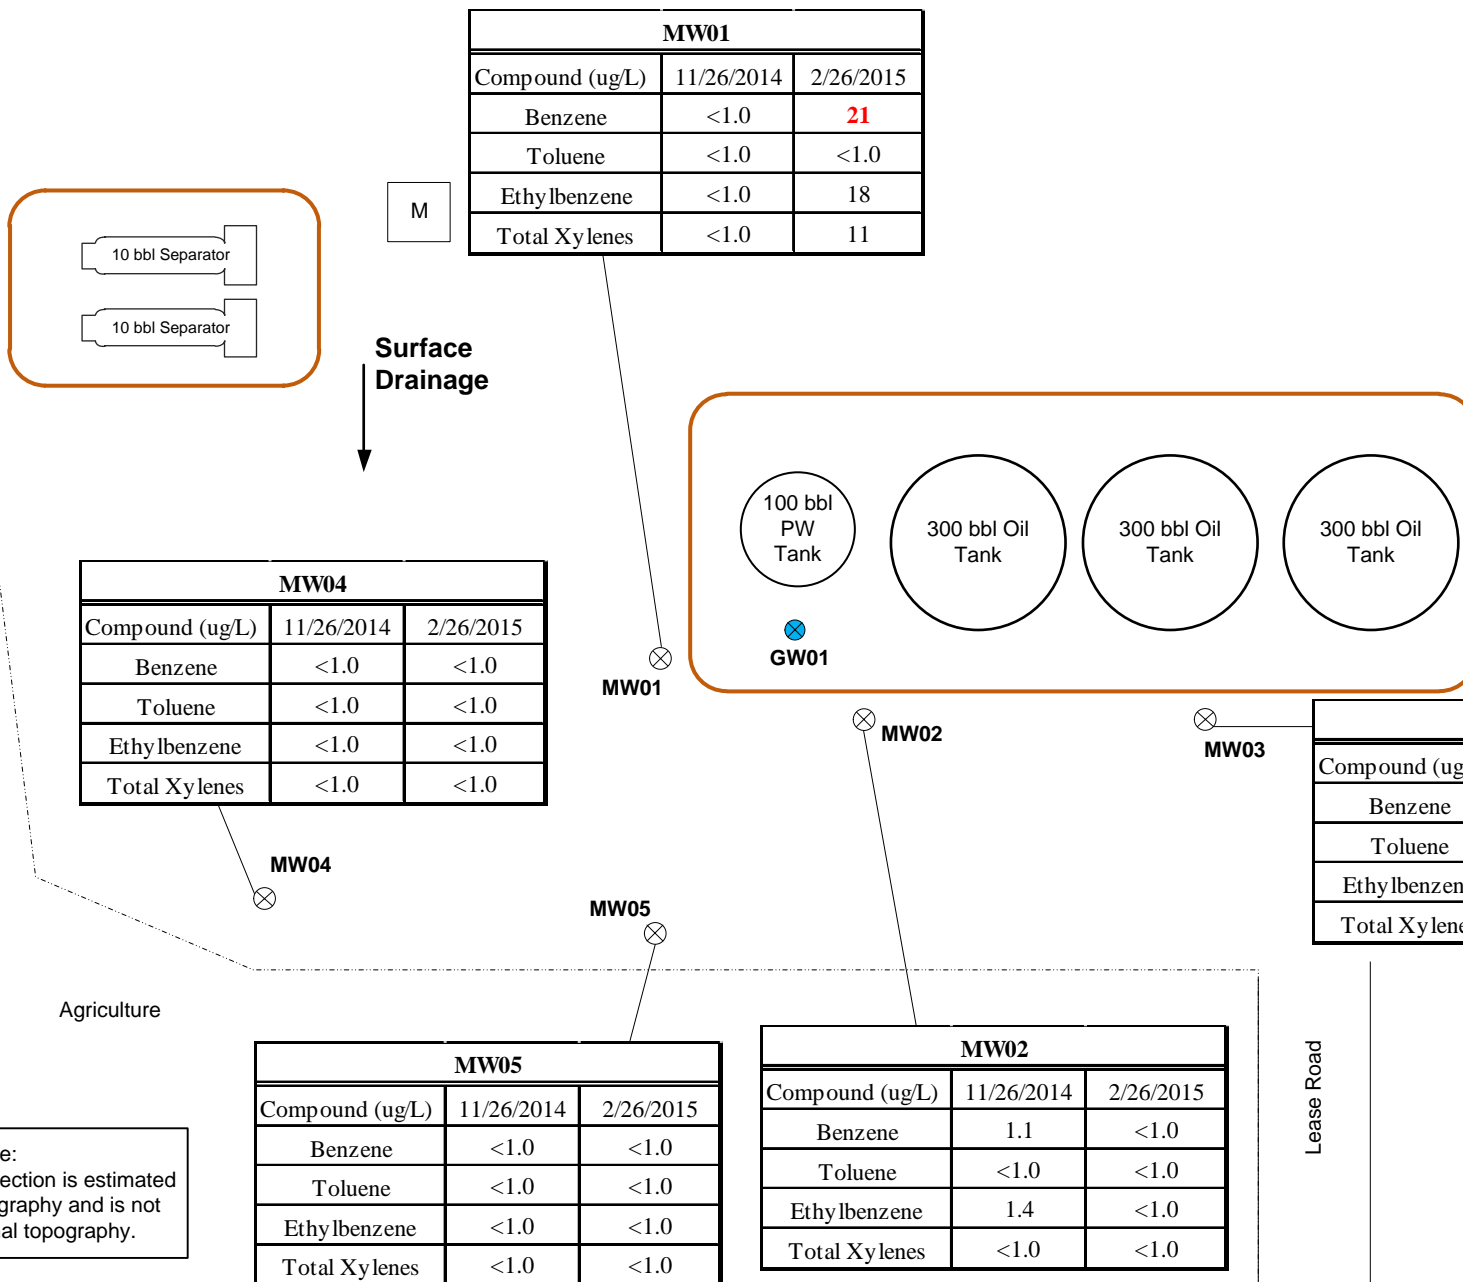 MW01
Compound (ug/L) 11/26/2014 2/26/2015
Benzene <1.0 21
Toluene <1.0 <1.0
Ethylbenzene <1.0 18
Total Xylenes <1.0 11
M
10 bbl Separator
10 bbl Separator
Surface
Drainage
100 bbl
PW
Tank
300 bbl Oil
Tank
300 bbl Oil
Tank
300 bbl Oil
Tank
GW01
MW01
MW02
MW03
MW04
Compound (ug/L) 11/26/2014 2/26/2015
Benzene <1.0 <1.0
Toluene <1.0 <1.0
Ethylbenzene <1.0 <1.0
Total Xylenes <1.0 <1.0
Compound (ug
Benzene
Toluene
Ethylbenzen
Total Xylene
MW04
MW05
Agriculture
MW05
Compound (ug/L) 11/26/2014 2/26/2015
Benzene <1.0 <1.0
Toluene <1.0 <1.0
Ethylbenzene <1.0 <1.0
Total Xylenes <1.0 <1.0
MW02
Compound (ug/L) 11/26/2014 2/26/2015
Benzene 1.1 <1.0
Toluene <1.0 <1.0
Ethylbenzene 1.4 <1.0
Total Xylenes <1.0 <1.0
Lease Road
e:
ection is estimated
graphy and is not
al topography.